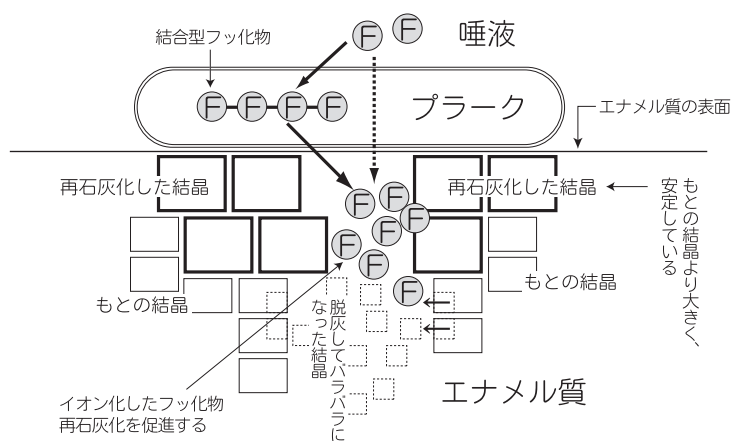 F
F
唾液
結合型フッ化物
F
F
F
F
プラーク
エナメル質の表面
再石灰化した結晶
再石灰化した結晶
もとの結晶より大きく、
安定している
F
F
F
F
F
F
F
もとの結晶
もとの結晶
脱灰してバラバラに
なった結晶
イオン化したフッ化物
再石灰化を促進する
エナメル質